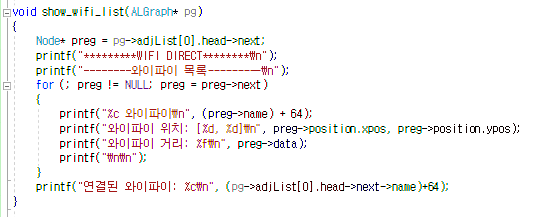 void show_wifi_list(ALGraph* pg)
{
Node* preg = pg->adjList[0].head->next;
printf("*********WIFI DIRECT********₩n");
printf("--------와이파이 목록---------₩n");
for (; preg != NULL; preg = preg->next)
{
printf("%c 와이파이₩n", (preg->name) + 64);
printf("와이파이 위치: [%d, %d]₩n", preg->position.xpos, preg->position.ypos);
printf("와이파이 거리: %f₩n", preg->data);
printf("₩n₩n");
}
printf("연결된 와이파이: %c₩n", (pg->adjList[0].head->next->name)+64);
}